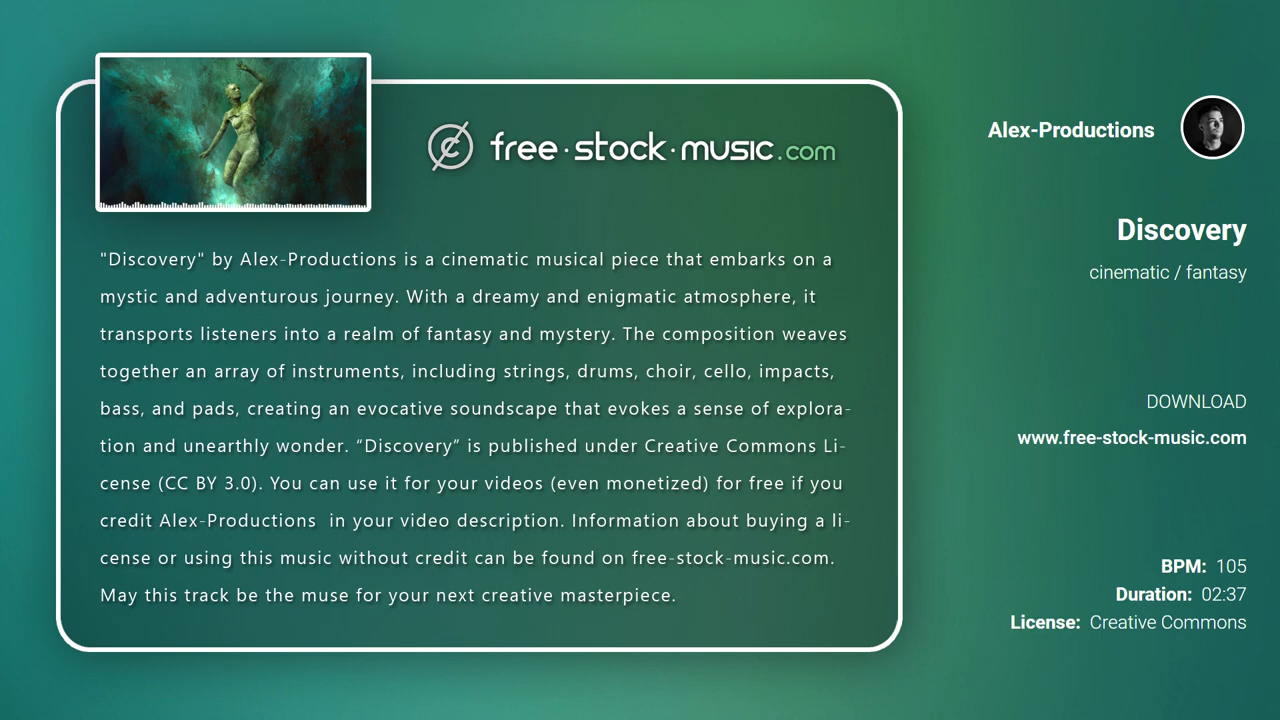 free·stock·music.com
"Discovery" by Alex-Productions is a cinematic musical piece that embarks on a
mystic and adventurous journey. With a dreamy and enigmatic atmosphere, it
transports listeners into a realm of fantasy and mystery. The composition weaves
together an array of instruments, including strings, drums, choir, cello, impacts,
bass, and pads, creating an evocative soundscape that evokes a sense of explora-
tion and unearthly wonder. “Discovery” is published under Creative Commons Li-
cense (CC BY 3.0). You can use it for your videos (even monetized) for free if you
credit Alex-Productions  in your video description. Information about buying a li-
cense or using this music without credit can be found on free-stock-music.com.
May this track be the muse for your next creative masterpiece.
Alex-Productions
Discovery
cinematic / fantasy
DOWNLOAD
www.free-stock-music.com
BPM: 105
Duration: 02:37
License: Creative Commons